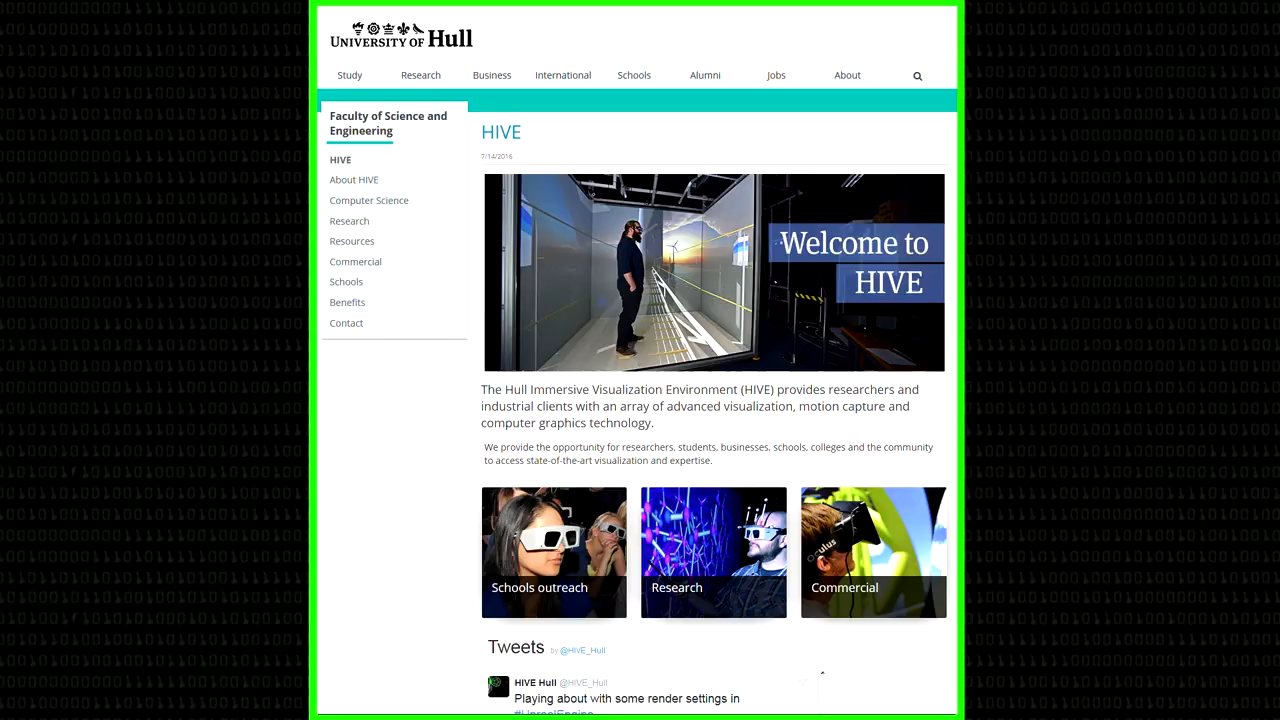 UNIVERSITY OF Hull
Study Research Business International Schools Alumni Jobs About
Faculty of Science and
Engineering
HIVE
About HIVE
Computer Science
Research
Resources
Commercial
Schools
Benefits
Contact
HIVE
7/14/2016
Welcome to
HIVE
The Hull Immersive Visualization Environment (HIVE) provides researchers and
industrial clients with an array of advanced visualization, motion capture and
computer graphics technology.
We provide the opportunity for researchers, students, businesses, schools, colleges and the community
to access state-of-the-art visualization and expertise.
oculus
Schools outreach
Research
Commercial
Tweets by @HIVE_Hull
HIVE Hull @HIVE_Hull
Playing about with some render settings in
#UnrealEngine